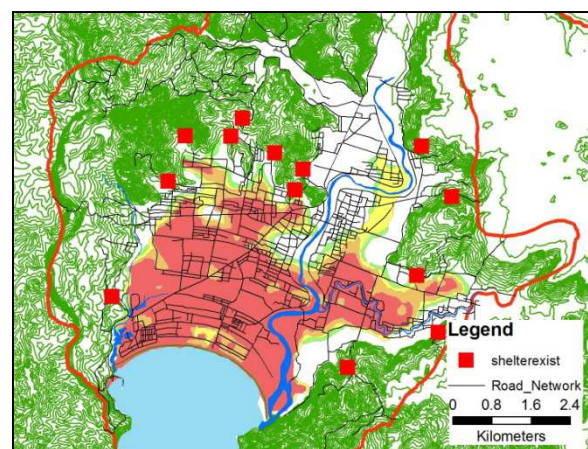 Legend
shelterexist
Road_Network
0 0.8 1.6 2.4
Kilometers